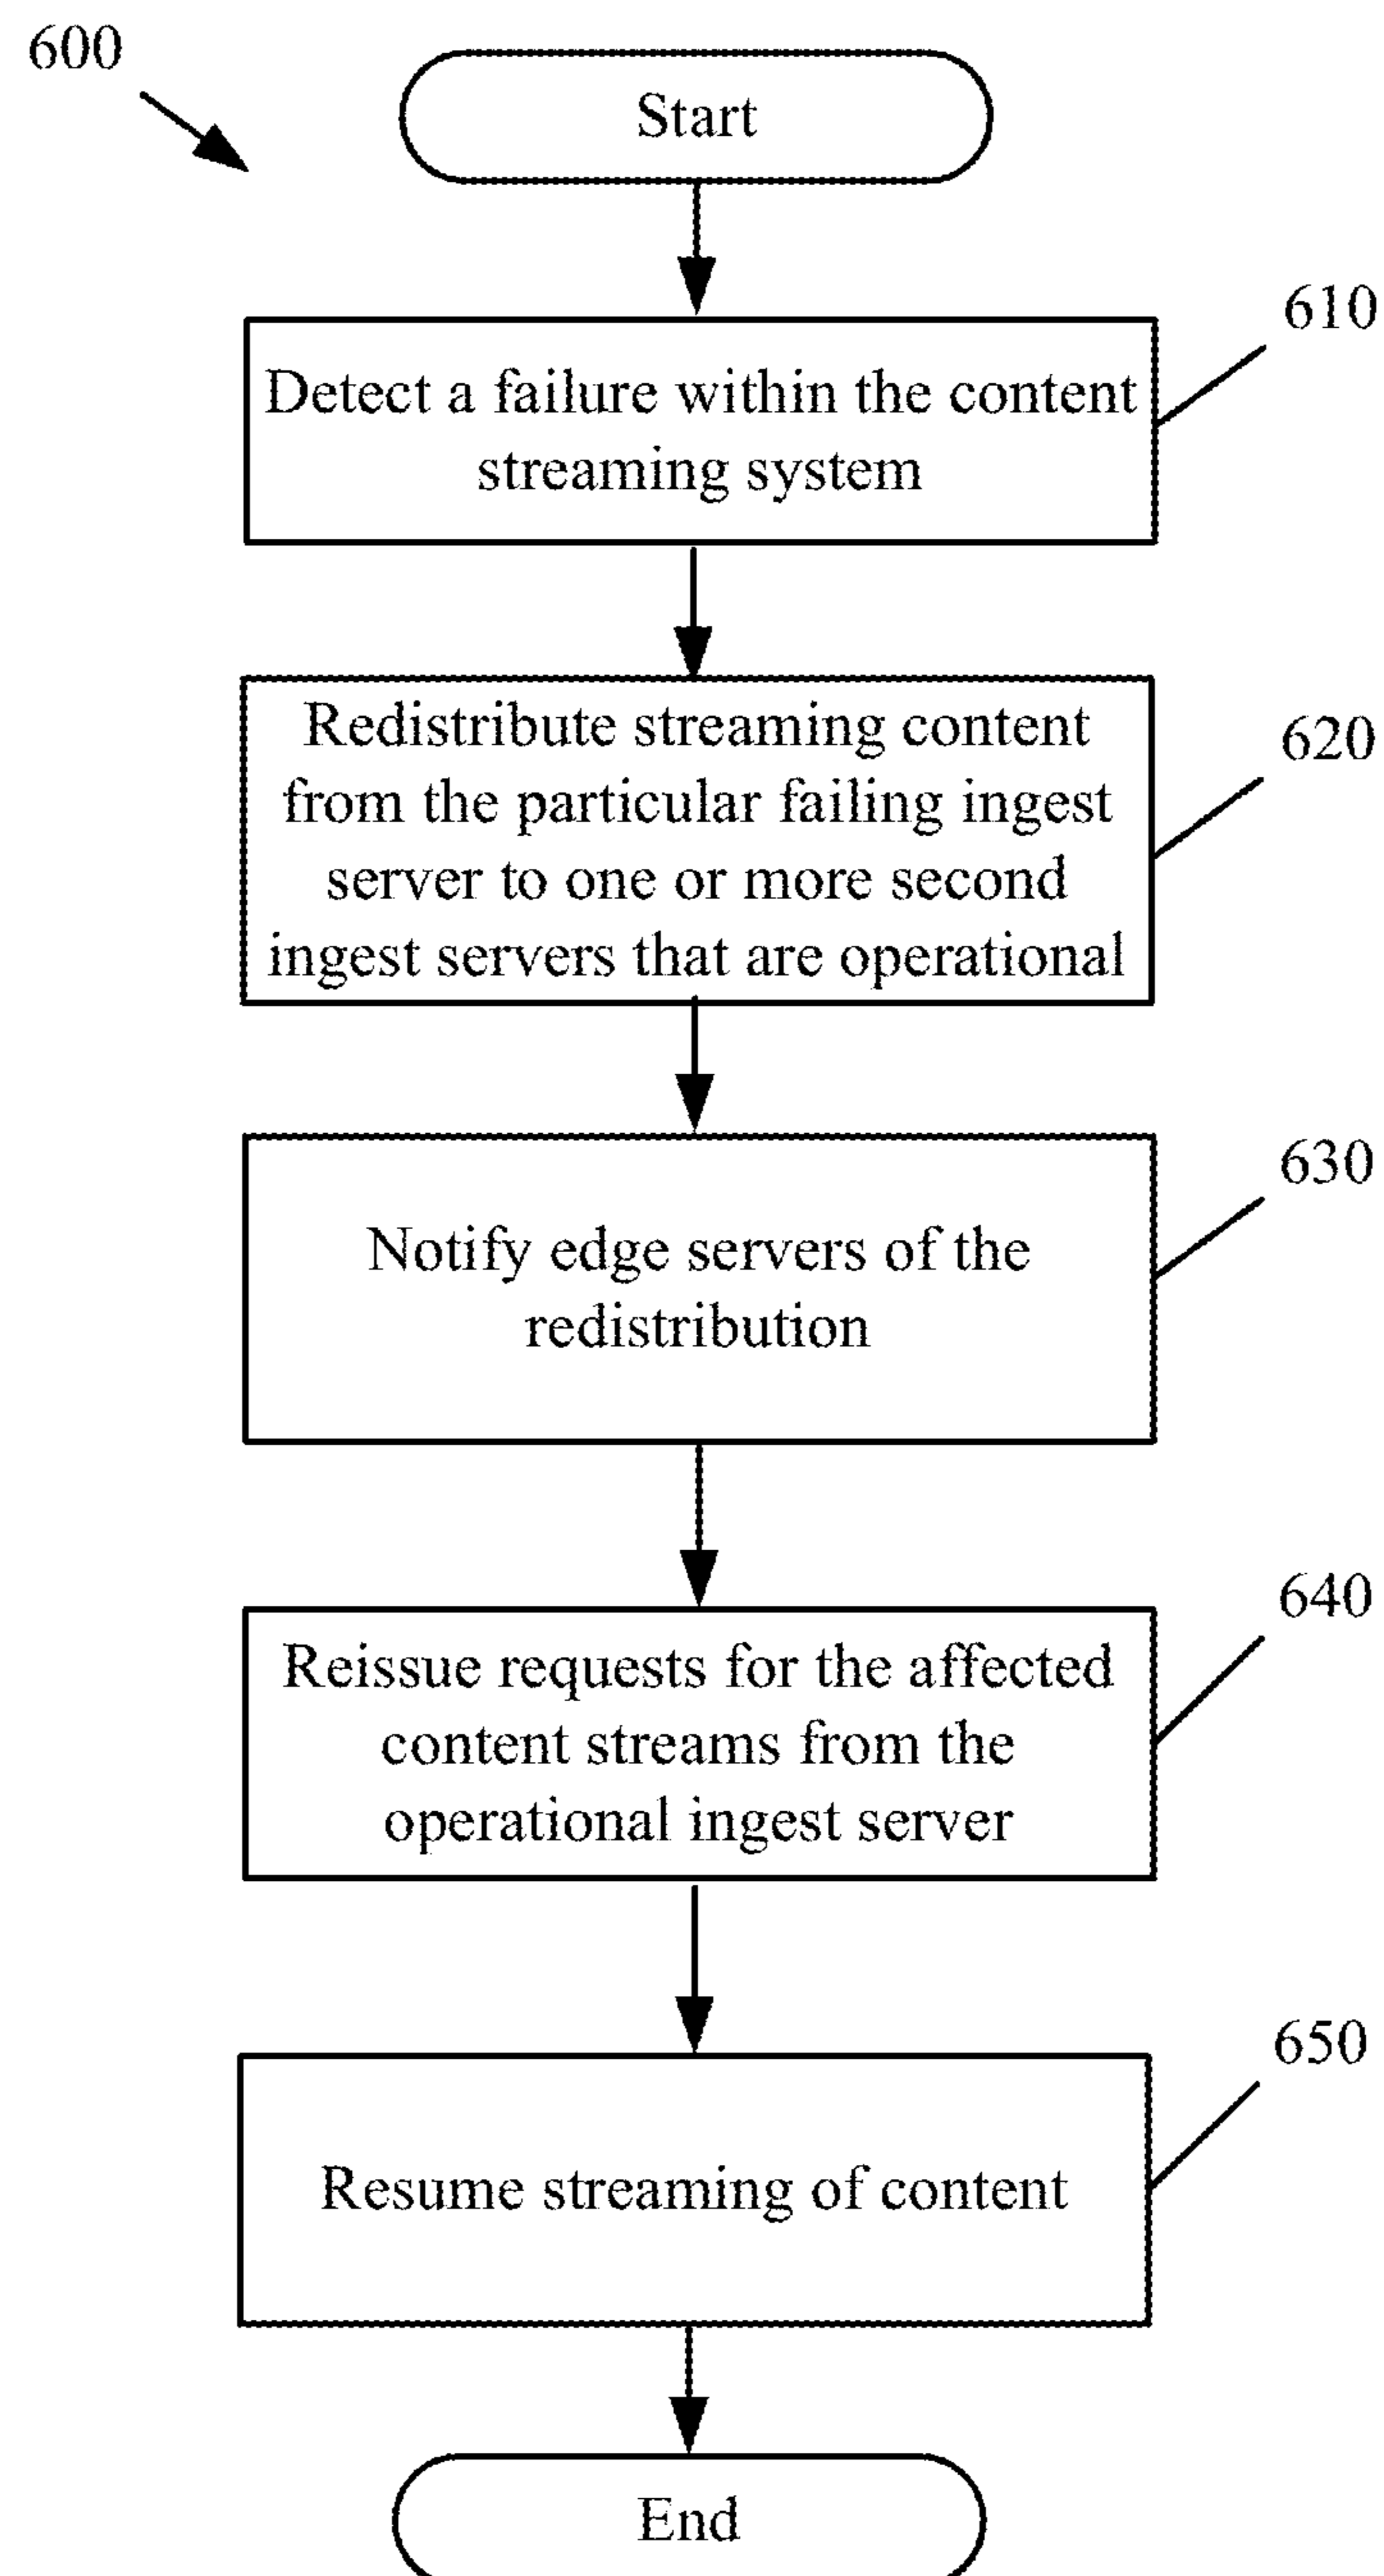 600
Start
610
Detect a failure within the content
streaming system
620
Redistribute streaming content
from the particular failing ingest
server to one or more second
ingest servers that are operational
630
Notify edge servers of the
redistribution
640
Reissue requests for the affected
content streams from the
operational ingest server
650
Resume streaming of content
End